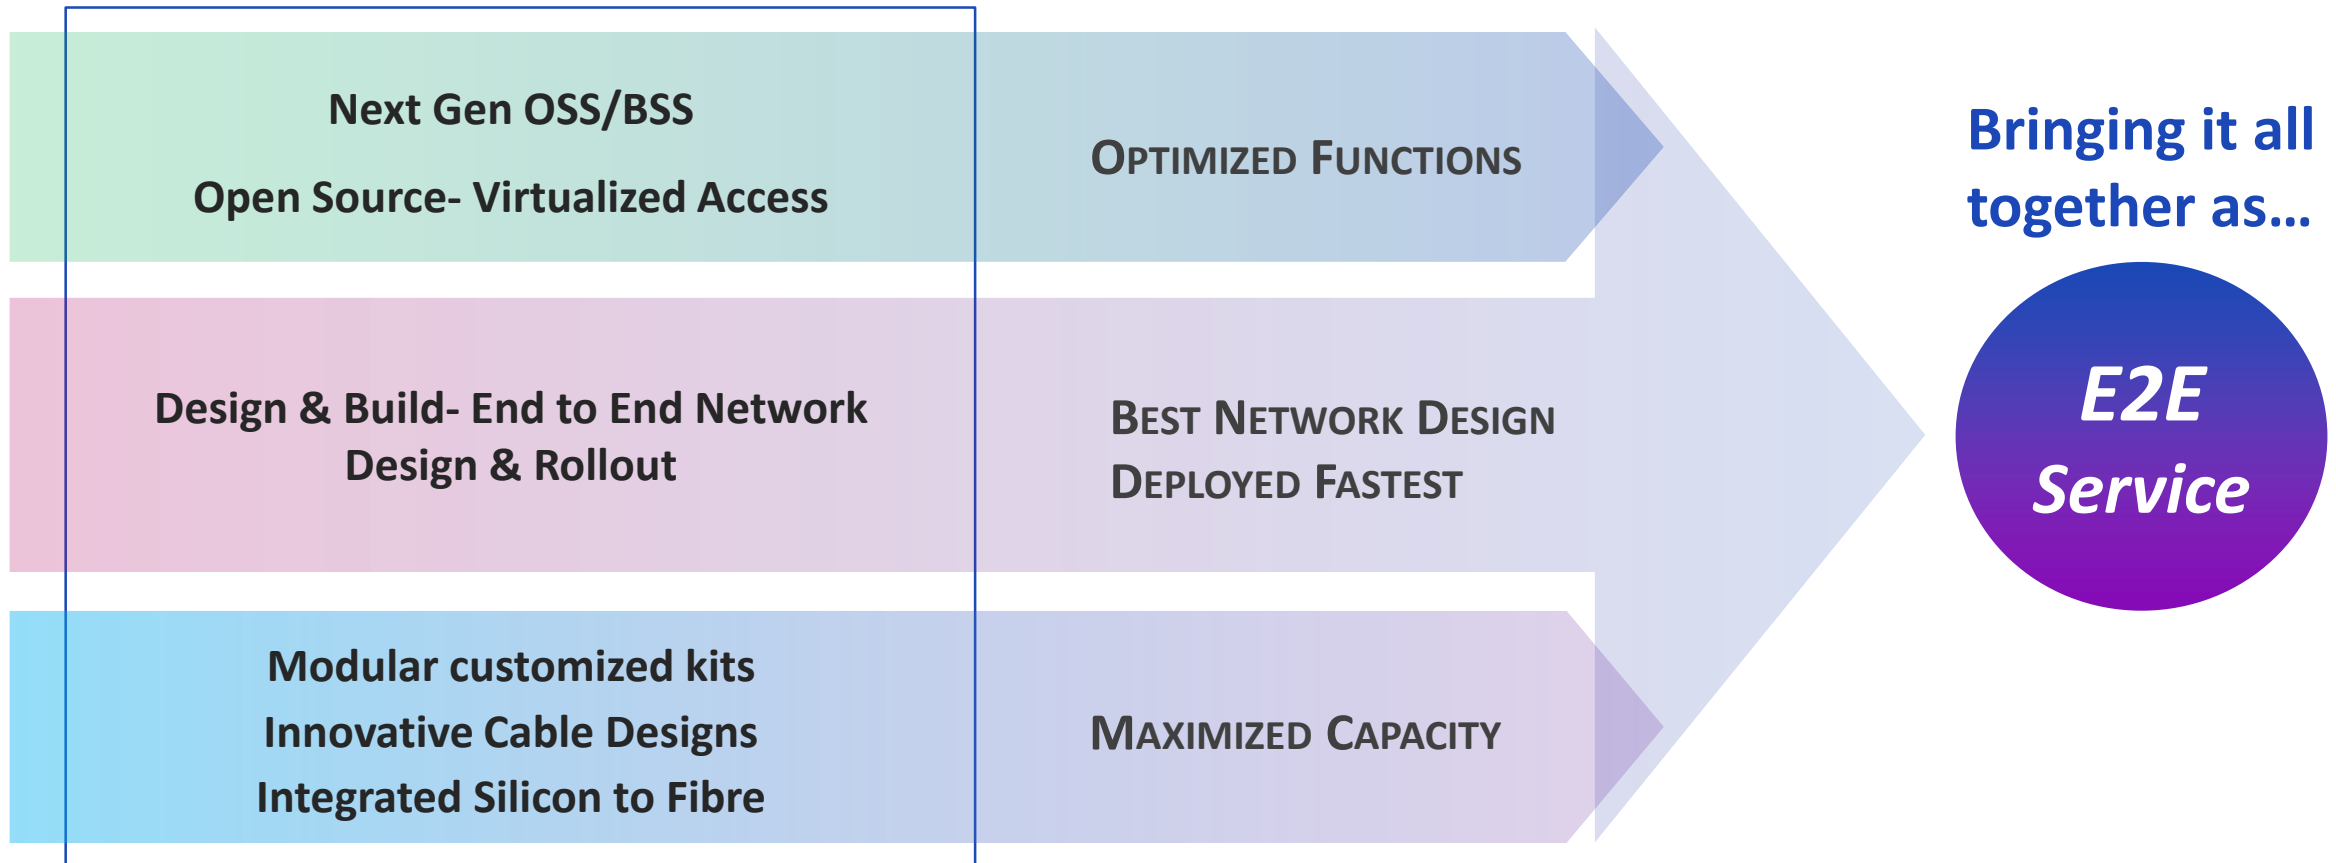 Next Gen OSS/BSS
Open Source- Virtualized Access
OPTIMIZED FUNCTIONS
Design & Build- End to End Network
Design & Rollout
BEST NETWORK DESIGN
DEPLOYED FASTEST
Modular customized kits
Innovative Cable Designs
Integrated Silicon to Fibre
MAXIMIZED CAPACITY
Bringing it all
together as...
E2E
Service